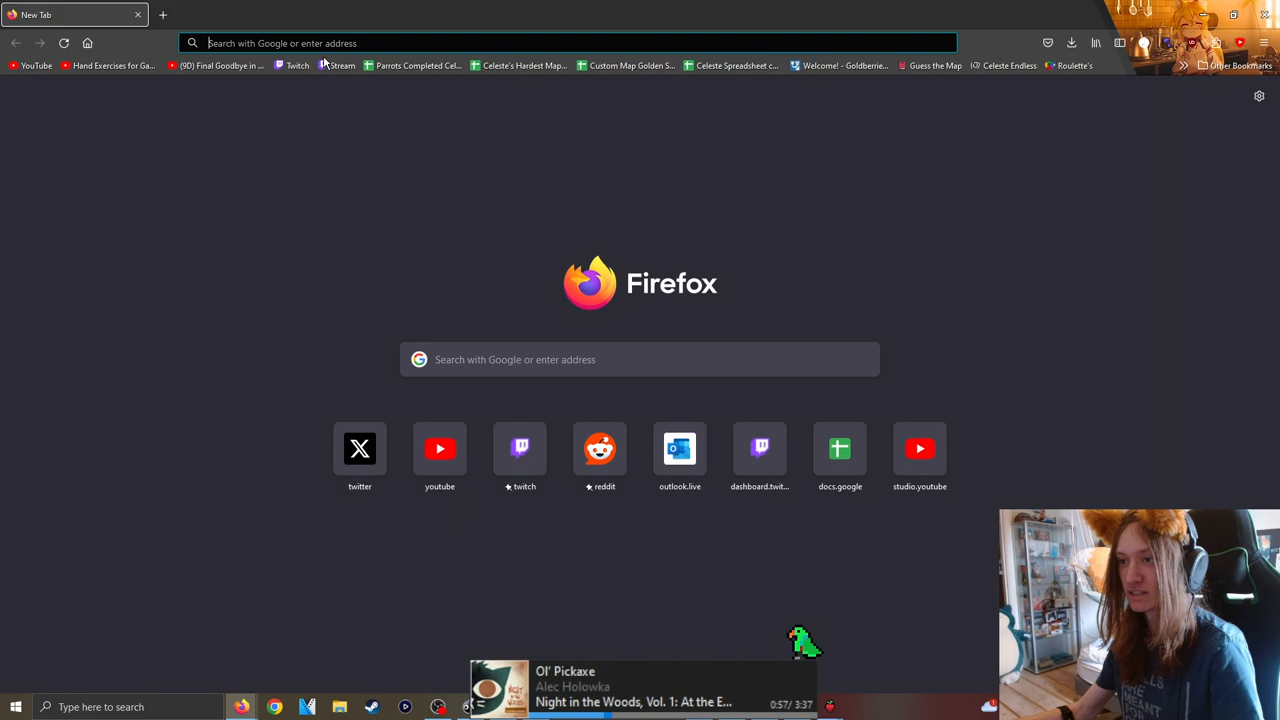 New Tab
Search with Google or enter address
YouTube
Hand Exercises for Ga...
(9D) Final Goodbye in ...
Twitch
Stream
Parrots Completed Cel...
Celeste's Hardest Map...
Custom Map Golden S...
Celeste Spreadsheet c...
Welcome! - Goldberrie...
Guess the Map
Celeste Endless
Roulette's
Other Bookmarks
Firefox
Search with Google or enter address
twitter
youtube
twitch
reddit
outlook.live
dashboard.twit...
docs.google
studio.youtube
Ol' Pickaxe
Alec Holowka
Night in the Woods, Vol. 1: At the E...
0:57/ 3:37
Type here to search